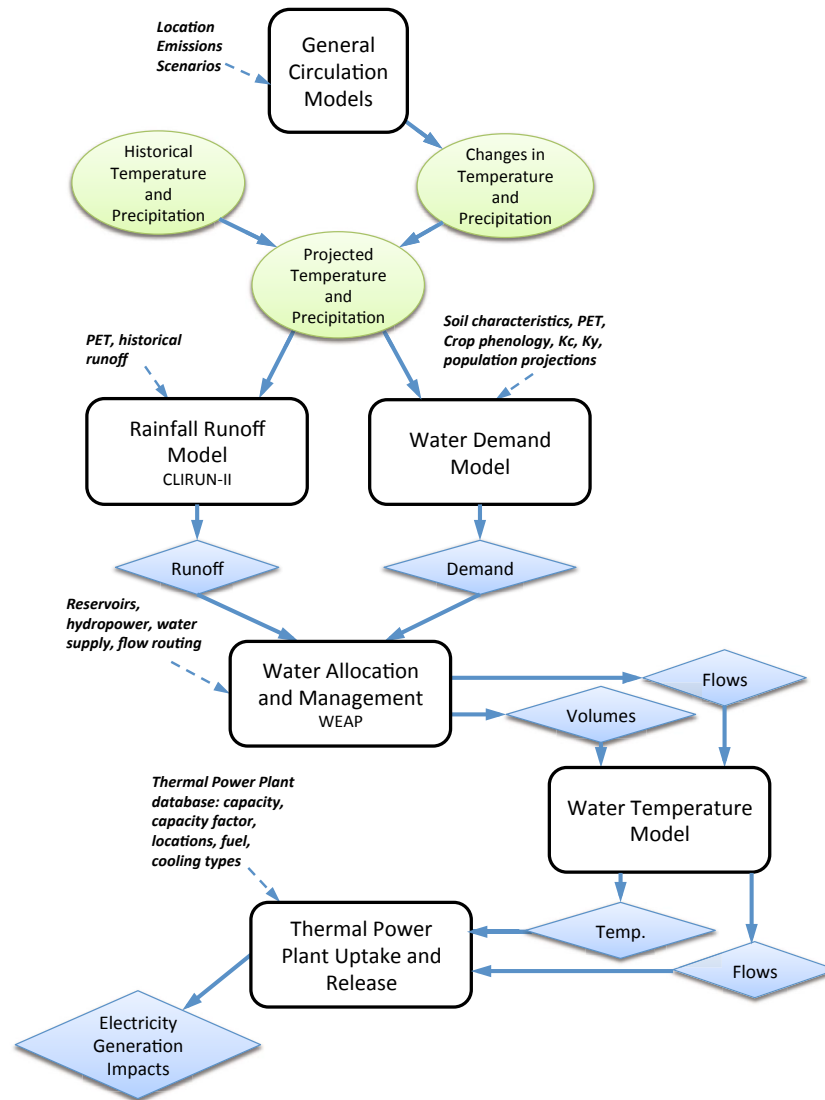 Location
Emissions
Scenarios
General
Circulation
Models
Historical
Temperature
and
Precipitation
Changes in
Temperature
and
Precipitation
Projected
Temperature
and
Precipitation
PET, historical
runoff
Soil characteristics, PET,
Crop phenology, Kc, Ky,
population projections
Rainfall Runoff
Model
CLIRUN-II
Water Demand
Model
Runoff
Demand
Reservoirs,
hydropower, water
supply, flow routing
Water Allocation
and Management
WEAP
Flows
Volumes
Water Temperature
Model
Thermal Power Plant
database: capacity,
capacity factor,
locations, fuel,
cooling types
Thermal Power
Plant Uptake and
Release
Temp.
Flows
Electricity
Generation
Impacts